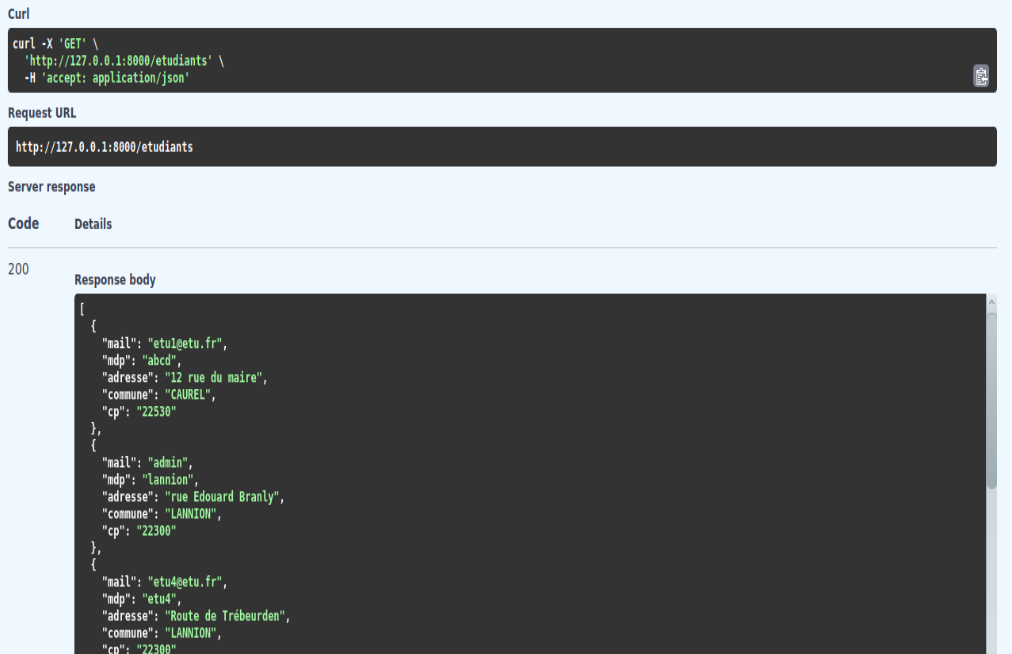 Curl
curl -X 'GET' \
  'http://127.0.0.1:8000/etudiants' \
  -H 'accept: application/json'
Request URL
http://127.0.0.1:8000/etudiants
Server response
Code Details
200
Response body
[
  {
    "mail": "etu1@etu.fr",
    "mdp": "abcd",
    "adresse": "12 rue du maire",
    "commune": "CAUREL",
    "cp": "22530"
  },
  {
    "mail": "admin",
    "mdp": "lannion",
    "adresse": "rue Edouard Branly",
    "commune": "LANNION",
    "cp": "22300"
  },
  {
    "mail": "etu4@etu.fr",
    "mdp": "etu4",
    "adresse": "Route de Trébeurden",
    "commune": "LANNION",
    "cp": "22300"